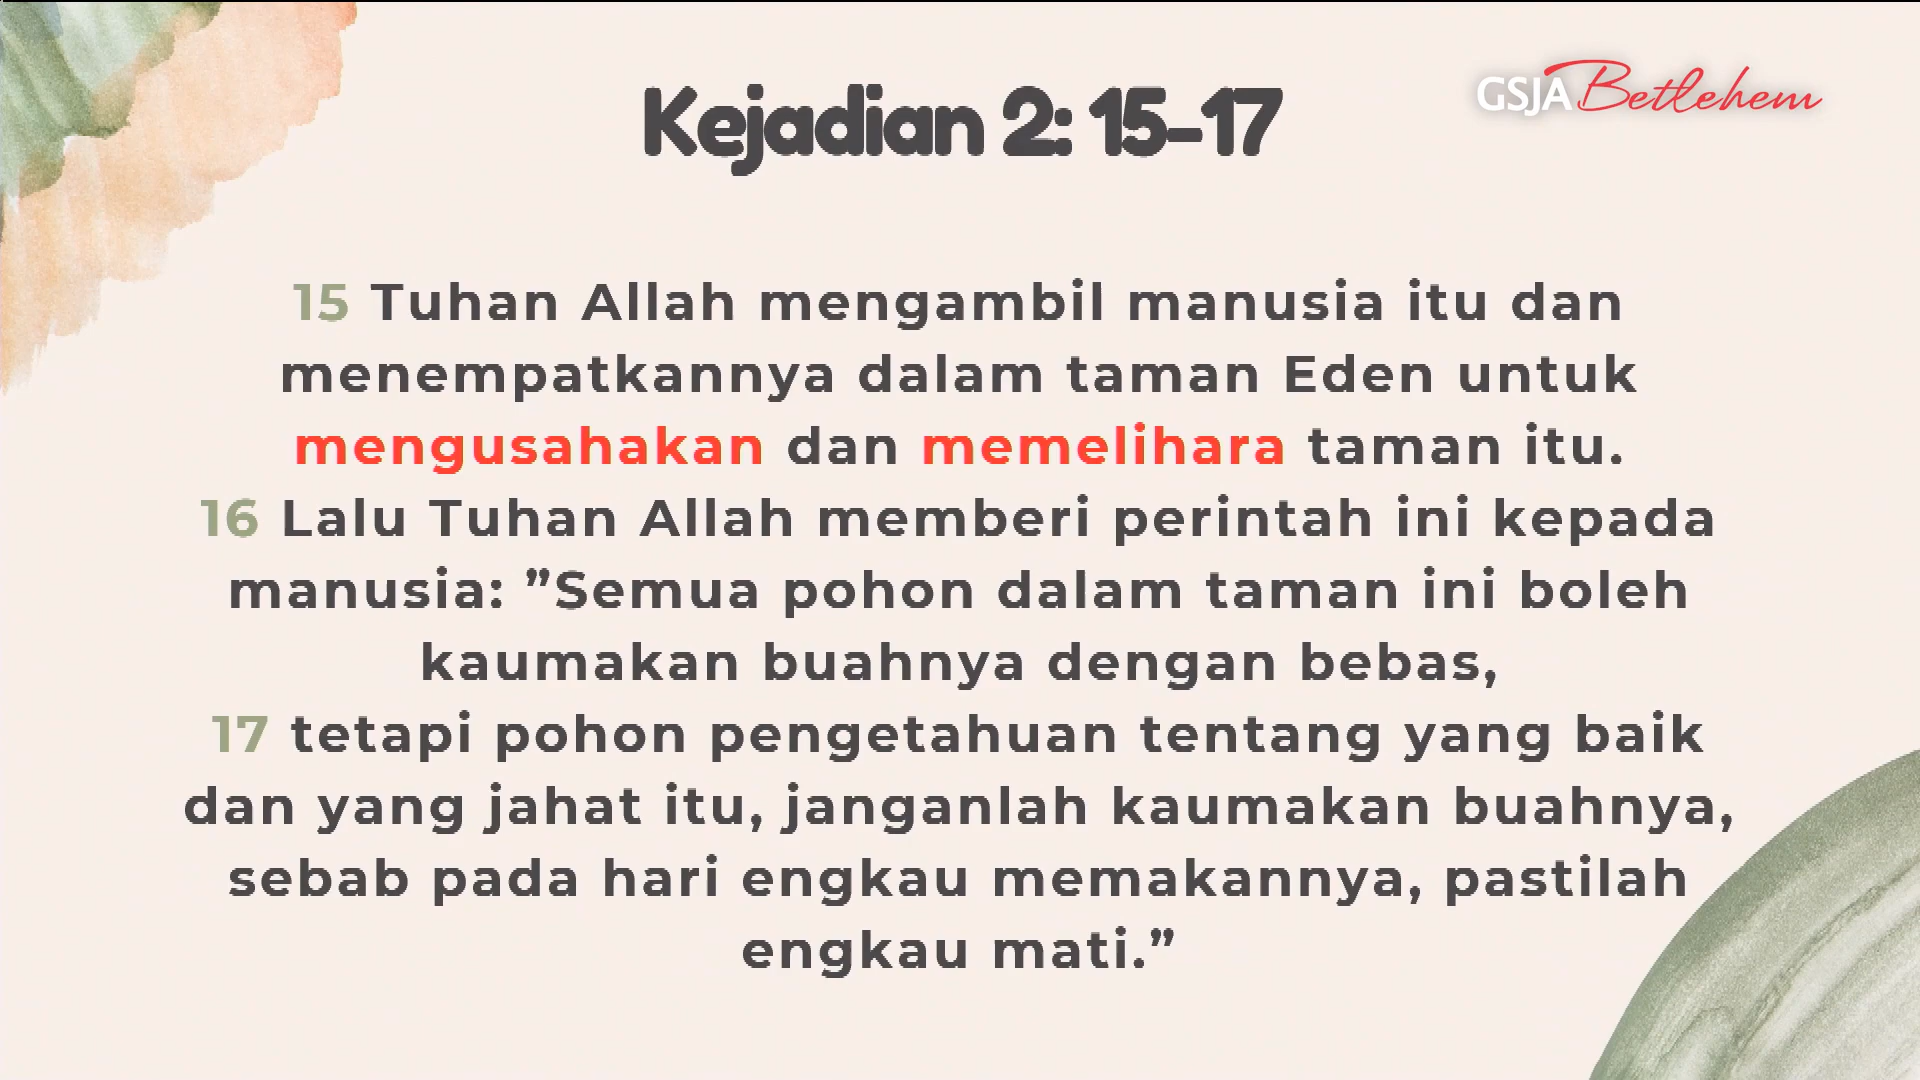 GSJA Betlehem
Kejadian 2: 15-17
15 Tuhan Allah mengambil manusia itu dan
menempatkannya dalam taman Eden untuk
mengusahakan dan memelihara taman itu.
16 Lalu Tuhan Allah memberi perintah ini kepada
manusia: ”Semua pohon dalam taman ini boleh
kaumakan buahnya dengan bebas,
17 tetapi pohon pengetahuan tentang yang baik
dan yang jahat itu, janganlah kaumakan buahnya,
sebab pada hari engkau memakannya, pastilah
engkau mati.”